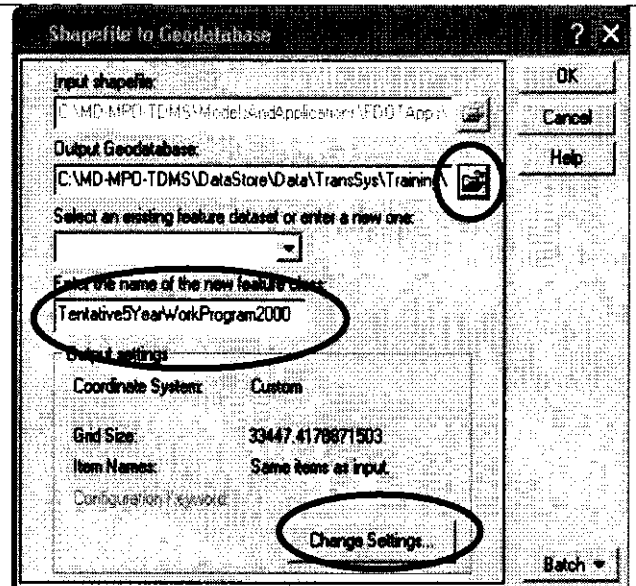 Shapefile to Geodatabase ? ×
Input shapefile:
C:\MD-MPO-TDMS\ModelsAndApplications\FDOTApps\
Output Geodatabase:
C:\MD-MPO-TDMS\DataStore\Data\TransSys\Training\
Select an existing feature dataset or enter a new one:
Enter the name of the new feature class:
Tentative5YearWorkProgram2000
Output settings
Coordinate System: Custom
Grid Size: 33447.4178871503
Item Names: Same items as input.
Configuration Keyword:
Change Settings...
OK
Cancel
Help
Batch